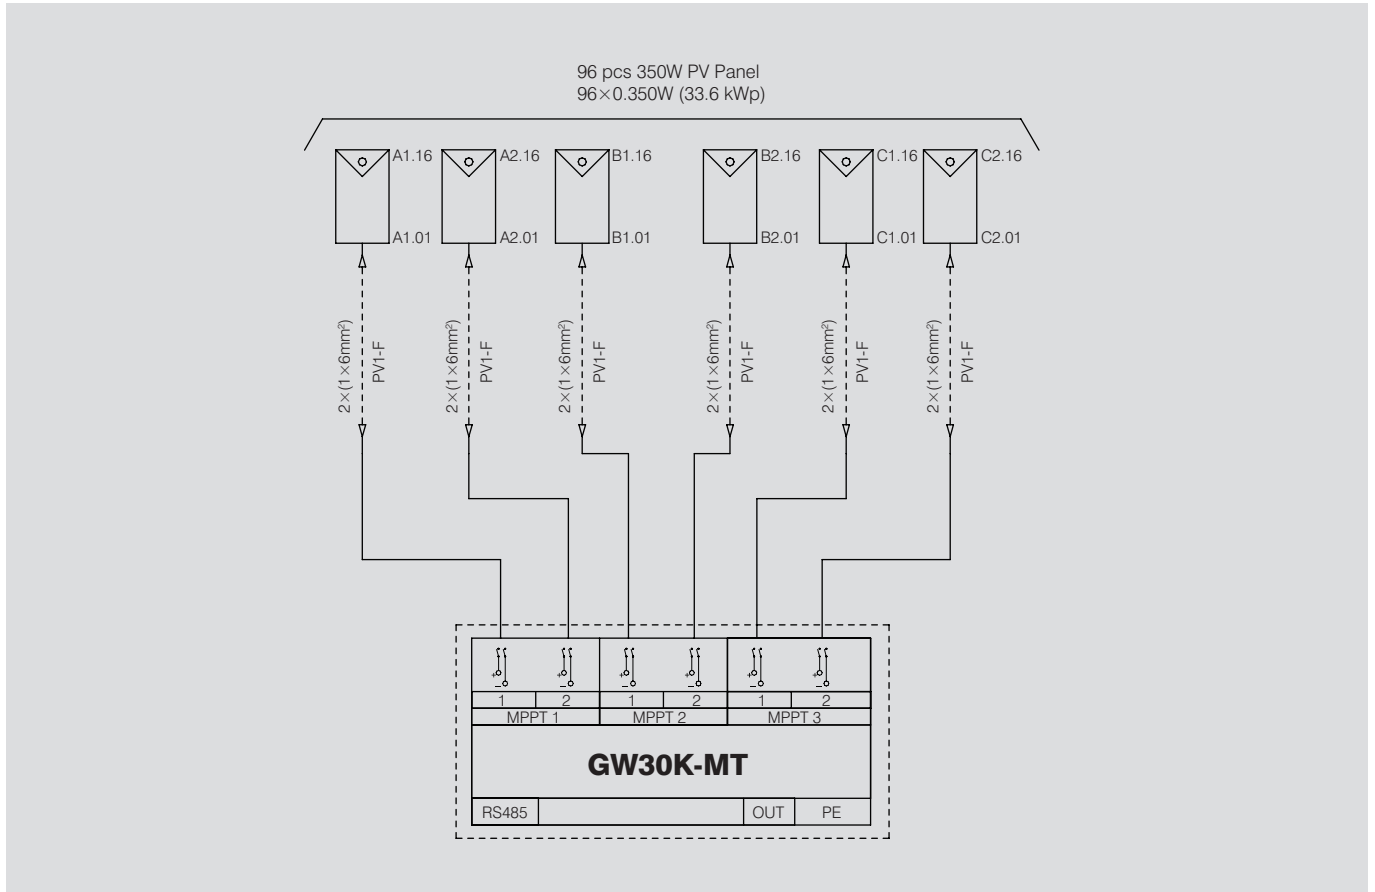 96 pcs 350W PV Panel
96×0.350W (33.6 kWp)
A1.16 A2.16 B1.16 B2.16 C1.16 C2.16
A1.01 A2.01 B1.01 B2.01 C1.01 C2.01
2×(1×6mm²)
PV1-F
2×(1×6mm²)
PV1-F
2×(1×6mm²)
PV1-F
2×(1×6mm²)
PV1-F
2×(1×6mm²)
PV1-F
2×(1×6mm²)
PV1-F
+ + + + + +
− − − − − −
1 2 1 2 1 2
MPPT 1 MPPT 2 MPPT 3
GW30K-MT
RS485 OUT PE